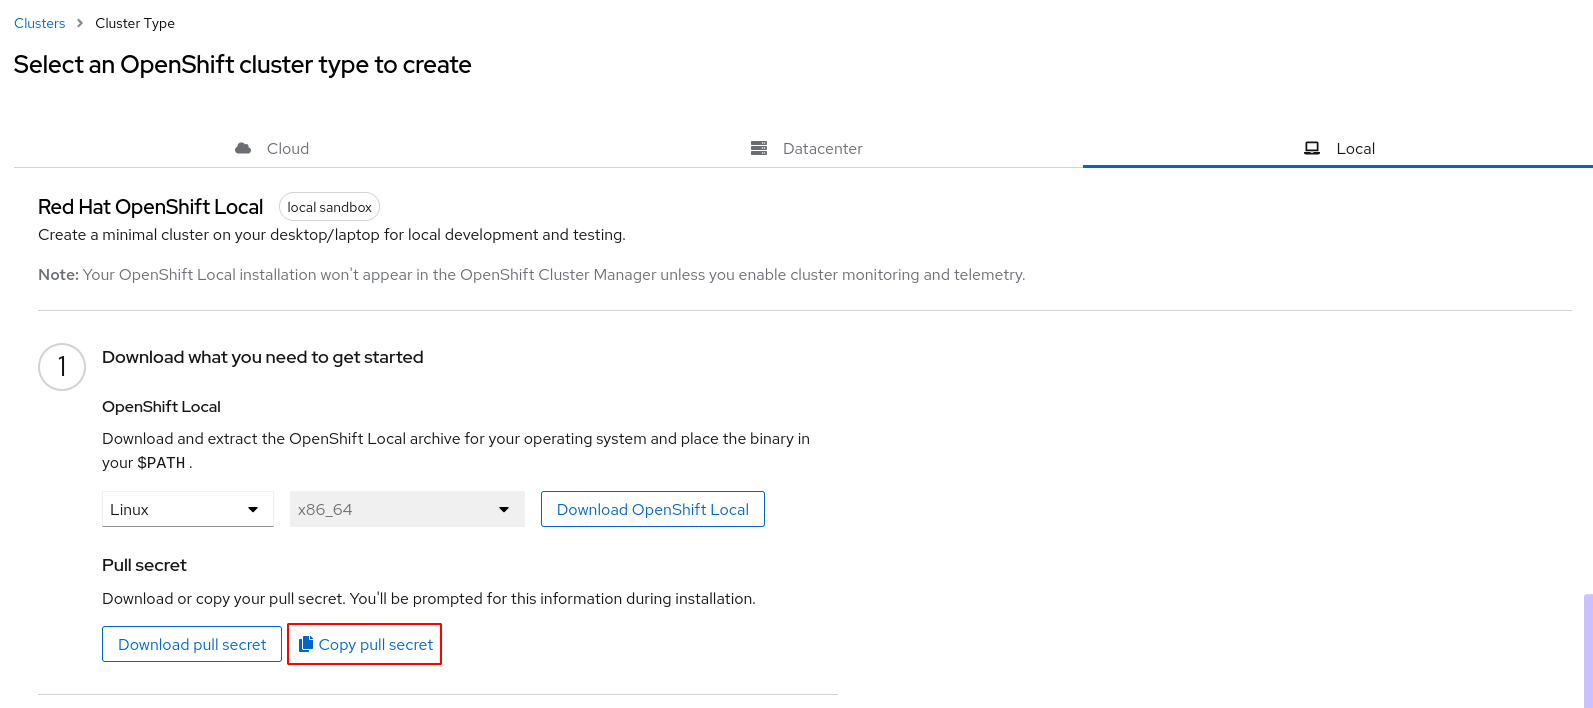 Clusters > Cluster Type
Select an OpenShift cluster type to create
Cloud
Datacenter
Local
Red Hat OpenShift Local local sandbox
Create a minimal cluster on your desktop/laptop for local development and testing.
Note: Your OpenShift Local installation won't appear in the OpenShift Cluster Manager unless you enable cluster monitoring and telemetry.
1 Download what you need to get started
OpenShift Local
Download and extract the OpenShift Local archive for your operating system and place the binary in
your $PATH .
Linux x86_64 Download OpenShift Local
Pull secret
Download or copy your pull secret. You'll be prompted for this information during installation.
Download pull secret Copy pull secret